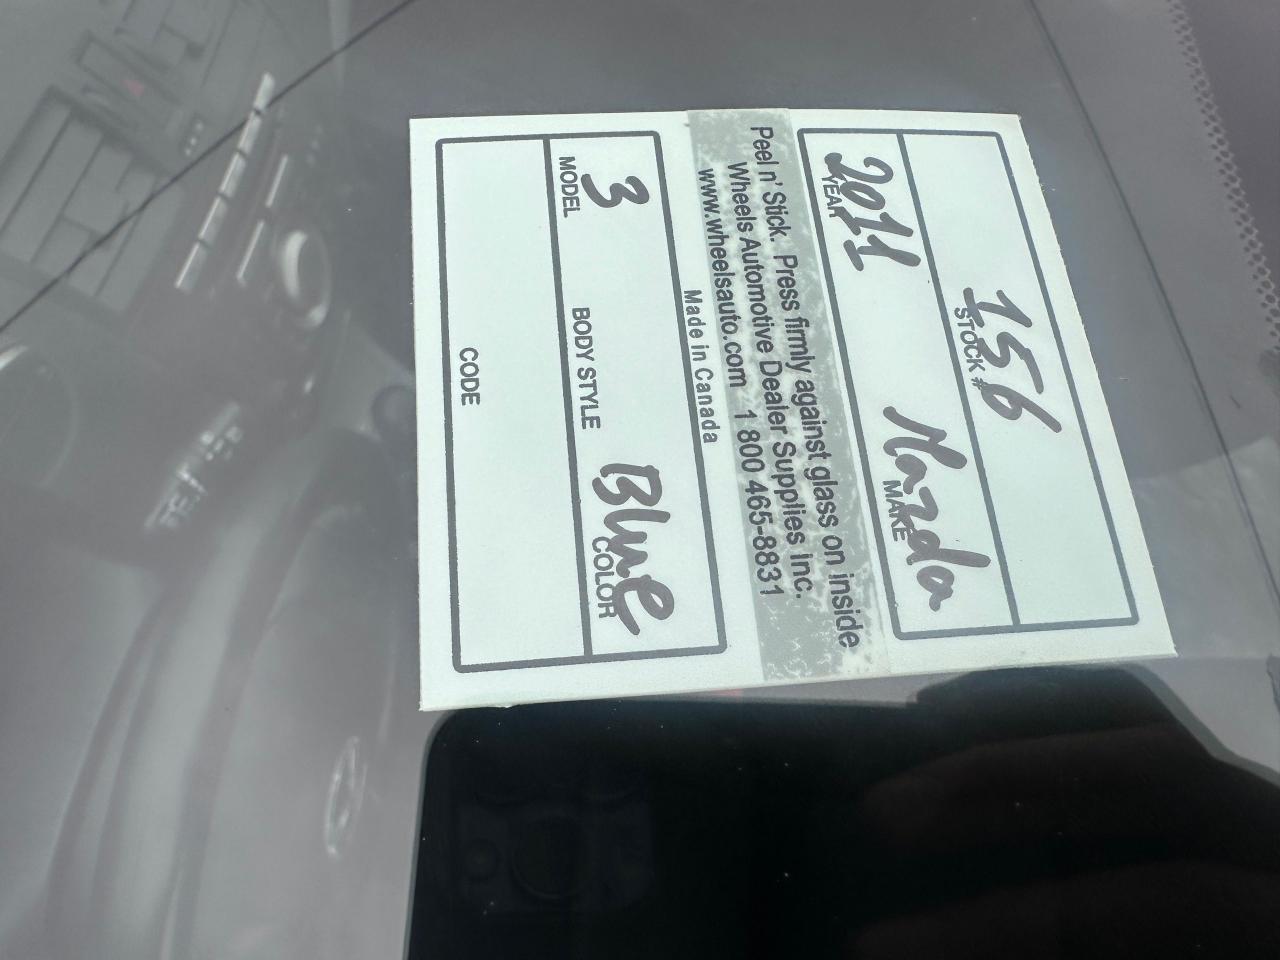 156
STOCK #
2011 Mazda
YEAR MAKE
Peel n' Stick. Press firmly against glass on inside
Wheels Automotive Dealer Supplies Inc.
www.wheelsauto.com 1 800 465-8831
Made in Canada
3 Blue
MODEL BODY STYLE COLOR
CODE